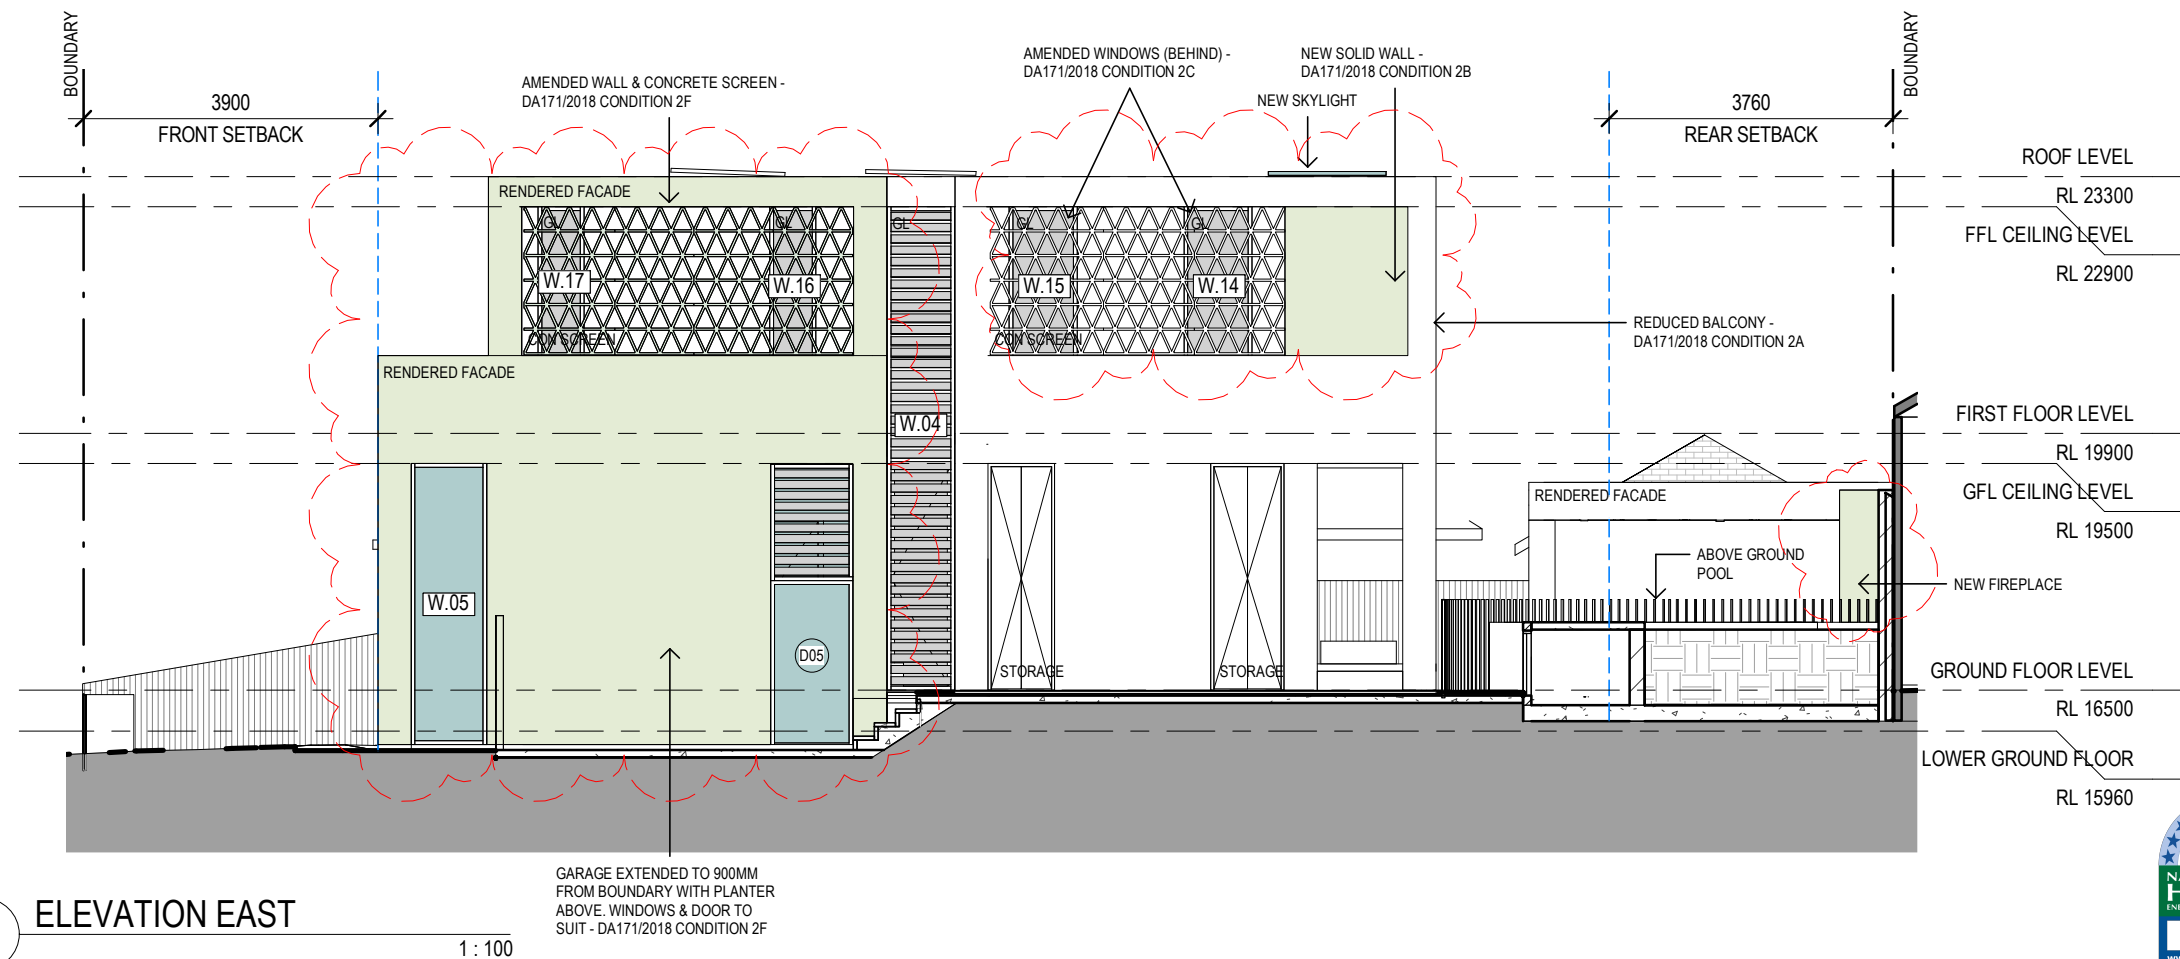 BOUNDARY
BOUNDARY
3900
FRONT SETBACK
AMENDED WALL & CONCRETE SCREEN -
DA171/2018 CONDITION 2F
AMENDED WINDOWS (BEHIND) -
DA171/2018 CONDITION 2C
NEW SOLID WALL -
DA171/2018 CONDITION 2B
NEW SKYLIGHT
3760
REAR SETBACK
ROOF LEVEL
RL 23300
FFL CEILING LEVEL
RL 22900
RENDERED FACADE
GL
GL
GL
GL
GL
W.17
W.16
W.15
W.14
CON SCREEN
CON SCREEN
REDUCED BALCONY -
DA171/2018 CONDITION 2A
RENDERED FACADE
W.04
FIRST FLOOR LEVEL
RL 19900
GFL CEILING LEVEL
RL 19500
RENDERED FACADE
ABOVE GROUND
POOL
NEW FIREPLACE
W.05
D05
STORAGE
STORAGE
GROUND FLOOR LEVEL
RL 16500
LOWER GROUND FLOOR
RL 15960
GARAGE EXTENDED TO 900MM
FROM BOUNDARY WITH PLANTER
ABOVE. WINDOWS & DOOR TO
SUIT - DA171/2018 CONDITION 2F
ELEVATION EAST
1 : 100